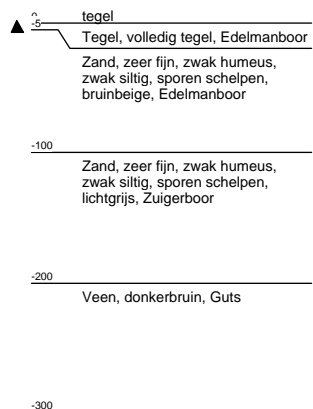 tegel
-5
Tegel, volledig tegel, Edelmanboor
Zand, zeer fijn, zwak humeus,
zwak siltig, sporen schelpen,
bruinbeige, Edelmanboor
-100
Zand, zeer fijn, zwak humeus,
zwak siltig, sporen schelpen,
lichtgrijs, Zuigerboor
-200
Veen, donkerbruin, Guts
-300